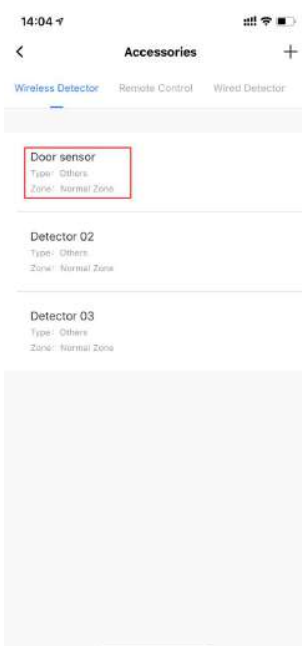 14:04
Accessories
Wireless Detector Remote Control Wired Detector
Door sensor
Type: Others
Zone: Normal Zone
Detector 02
Type: Others
Zone: Normal Zone
Detector 03
Type: Others
Zone: Normal Zone